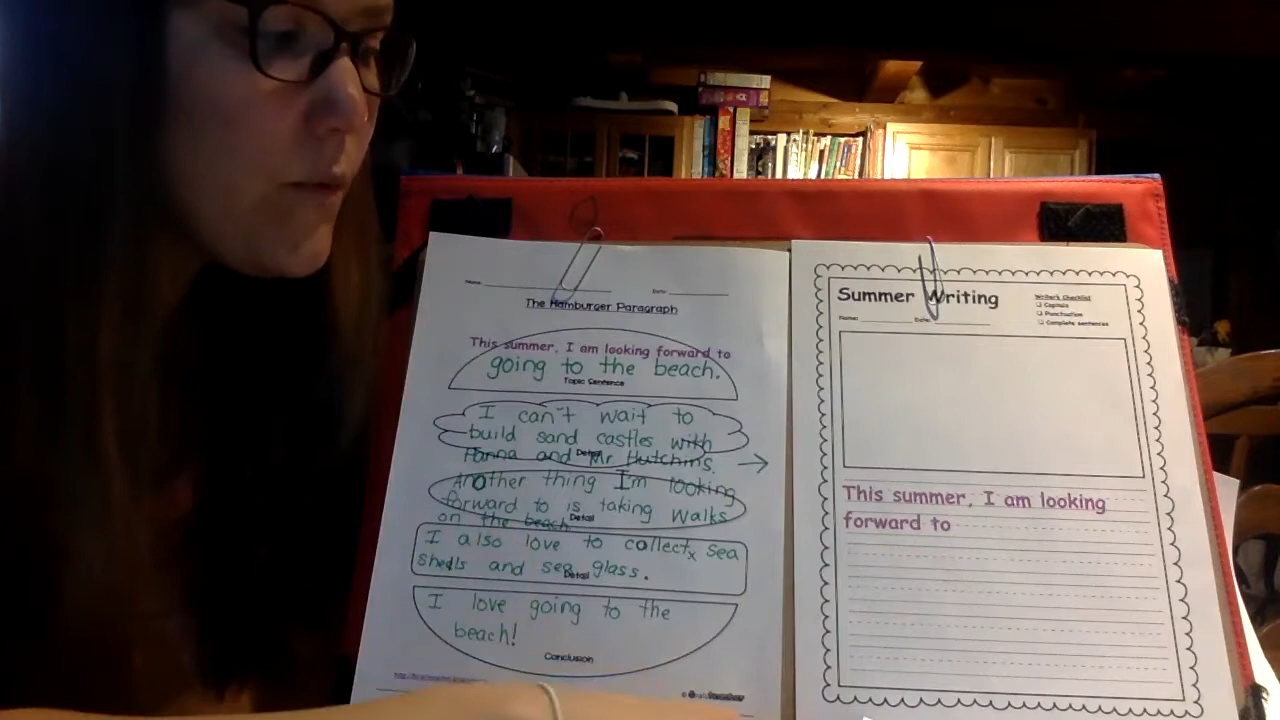 Name
Date
The Hamburger Paragraph
This summer, I am looking forward to
going to the beach.
Topic Sentence
I can't wait to
build sand castles with
Panna and Mr Hutchins.
Detail
Another thing I'm looking
forward to is taking walks
on the beach.
Detail
I also love to collect sea
shells and sea glass.
Detail
I love going to the
beach!
Conclusion
Summer Writing
Name:
Date:
Writer's Checklist
Capitals
Punctuation
Complete sentences
This summer, I am looking
forward to